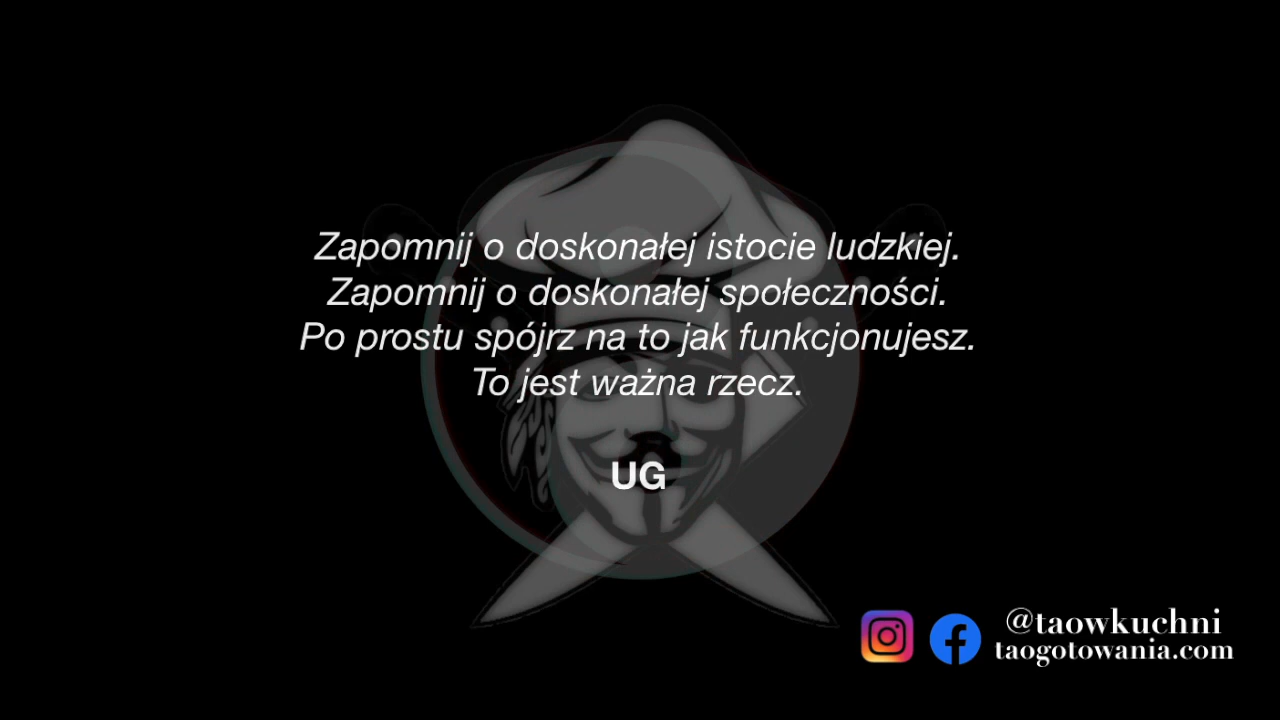 Zapomnij o doskonałej istocie ludzkiej.
Zapomnij o doskonałej społeczności.
Po prostu spójrz na to jak funkcjonujesz.
To jest ważna rzecz.
UG
@taowkuchni
taogotowania.com